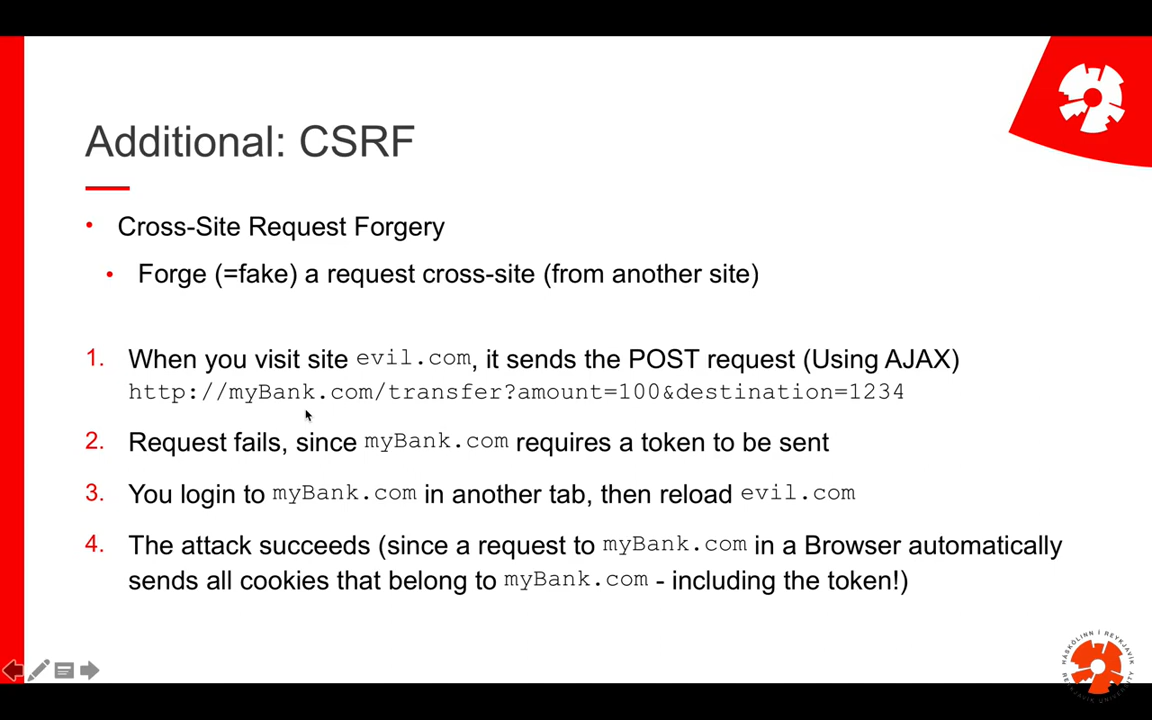 Additional: CSRF
• Cross-Site Request Forgery
• Forge (=fake) a request cross-site (from another site)
1. When you visit site evil.com, it sends the POST request (Using AJAX)
http://myBank.com/transfer?amount=100&destination=1234
2. Request fails, since myBank.com requires a token to be sent
3. You login to myBank.com in another tab, then reload evil.com
4. The attack succeeds (since a request to myBank.com in a Browser automatically
sends all cookies that belong to myBank.com - including the token!)
HÁSKÓLINN Í REYKJAVÍK
REYKJAVIK UNIVERSITY